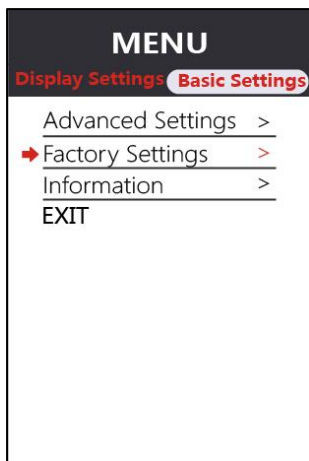 MENU
Display Settings Basic Settings
Advanced Settings >
Factory Settings >
Information >
EXIT